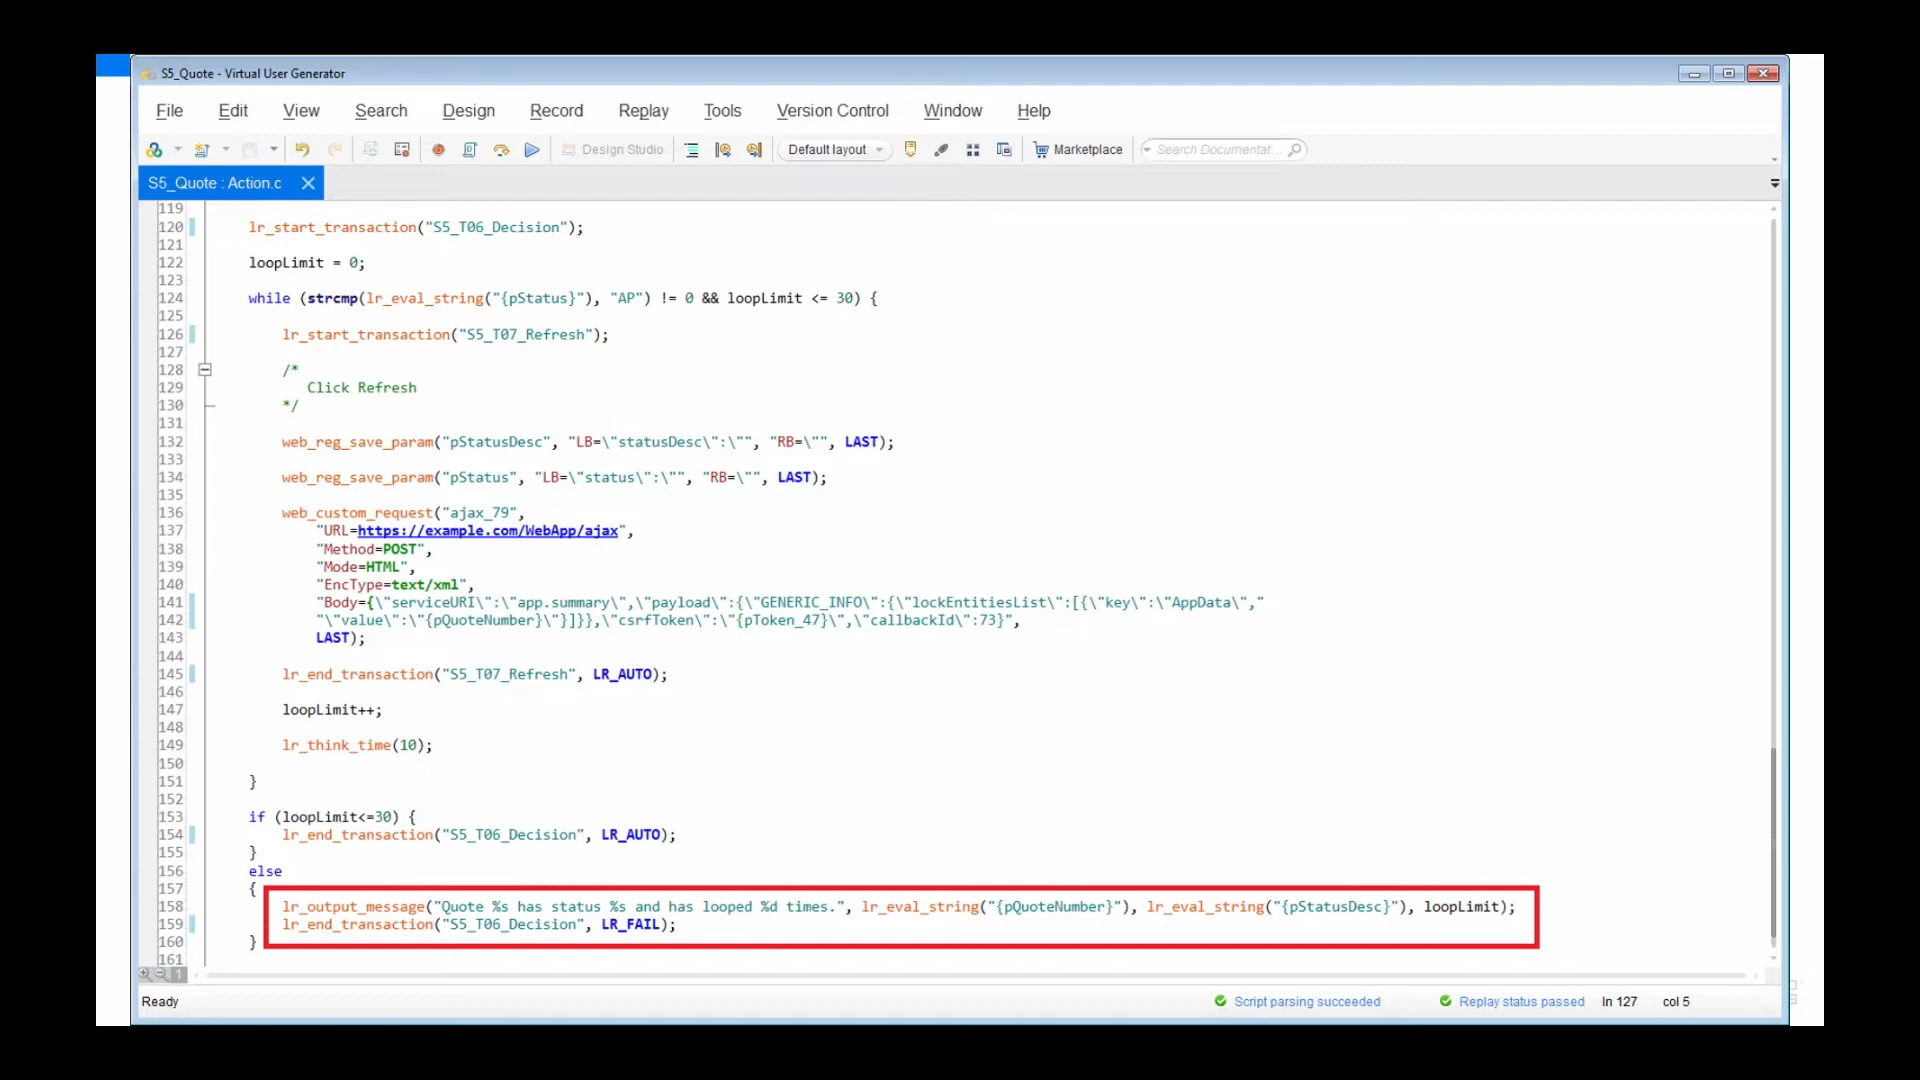 S5_Quote - Virtual User Generator
File Edit View Search Design Record Replay Tools Version Control Window Help
Design Studio Default layout Marketplace Search Documentat...
S5_Quote : Action.c
119
120 lr_start_transaction("S5_T06_Decision");
121
122 loopLimit = 0;
123
124 while (strcmp(lr_eval_string("{pStatus}"), "AP") != 0 && loopLimit <= 30) {
125
126 lr_start_transaction("S5_T07_Refresh");
127
128 /*
129 Click Refresh
130 */
131
132 web_reg_save_param("pStatusDesc", "LB=\"statusDesc\":\"", "RB=\"", LAST);
133
134 web_reg_save_param("pStatus", "LB=\"status\":\"", "RB=\"", LAST);
135
136 web_custom_request("ajax_79",
137 "URL=https://example.com/WebApp/ajax",
138 "Method=POST",
139 "Mode=HTML",
140 "EncType=text/xml",
141 "Body={\"serviceURI\":\"app.summary\",\"payload\":{\"GENERIC_INFO\":{\"lockEntitiesList\":[{\"key\":\"AppData\","
142 "\"value\":\"{pQuoteNumber}\"}]}},\"csrfToken\":\"{pToken_47}\",\"callbackId\":73}",
143 LAST);
144
145 lr_end_transaction("S5_T07_Refresh", LR_AUTO);
146
147 loopLimit++;
148
149 lr_think_time(10);
150
151 }
152
153 if (loopLimit<=30) {
154 lr_end_transaction("S5_T06_Decision", LR_AUTO);
155 }
156 else
157 {
158 lr_output_message("Quote %s has status %s and has looped %d times.", lr_eval_string("{pQuoteNumber}"), lr_eval_string("{pStatusDesc}"), loopLimit);
159 lr_end_transaction("S5_T06_Decision", LR_FAIL);
160 }
161
1
Ready Script parsing succeeded Replay status passed ln 127 col 5